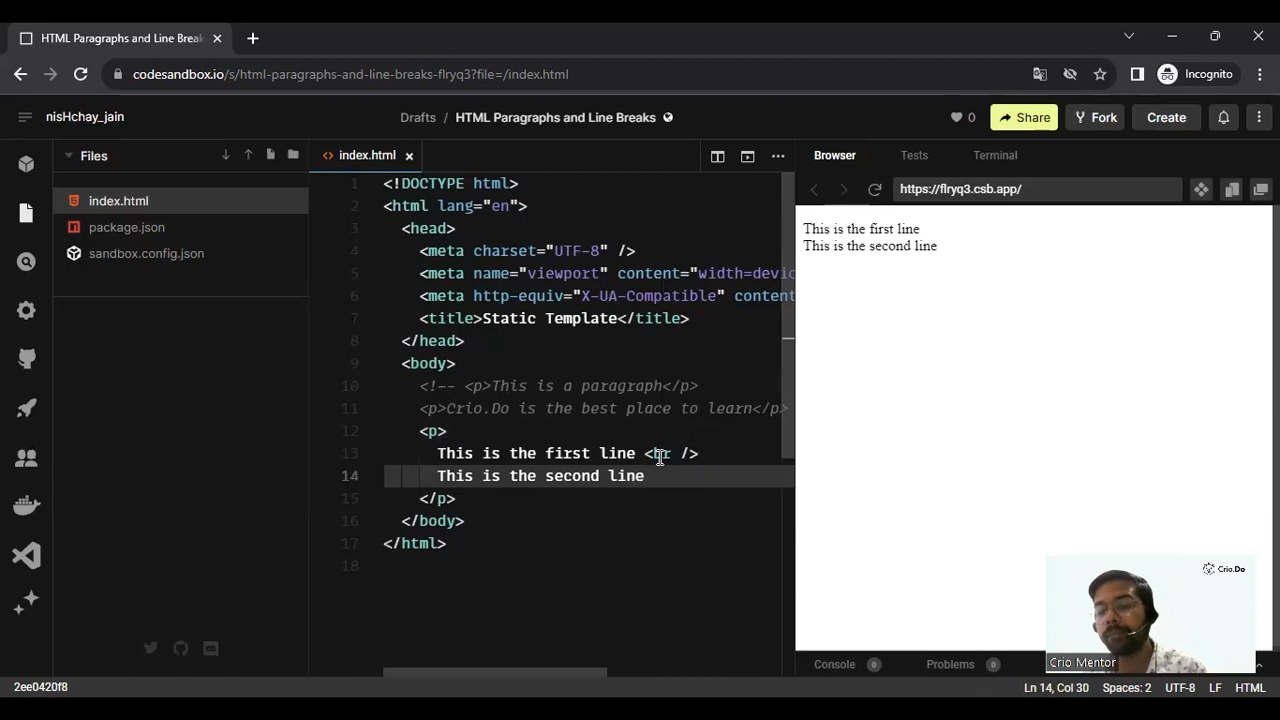 HTML Paragraphs and Line Break
codesandbox.io/s/html-paragraphs-and-line-breaks-flryq3?file=/index.html
Incognito
nisHchay_jain
Drafts / HTML Paragraphs and Line Breaks
0
Share
Fork
Create
Files
index.html
package.json
sandbox.config.json
index.html
1 <!DOCTYPE html>
2 <html lang="en">
3 <head>
4 <meta charset="UTF-8" />
5 <meta name="viewport" content="width=devic
6 <meta http-equiv="X-UA-Compatible" content
7 <title>Static Template</title>
8 </head>
9 <body>
10 <!-- <p>This is a paragraph</p>
11 <p>Crio.Do is the best place to learn</p>
12 <p>
13 This is the first line <br />
14 This is the second line
15 </p>
16 </body>
17 </html>
18
Browser Tests Terminal
https://flryq3.csb.app/
This is the first line
This is the second line
Crio.Do
Crio Mentor
Console 0 Problems 0
2ee0420f8
Ln 14, Col 30 Spaces: 2 UTF-8 LF HTML